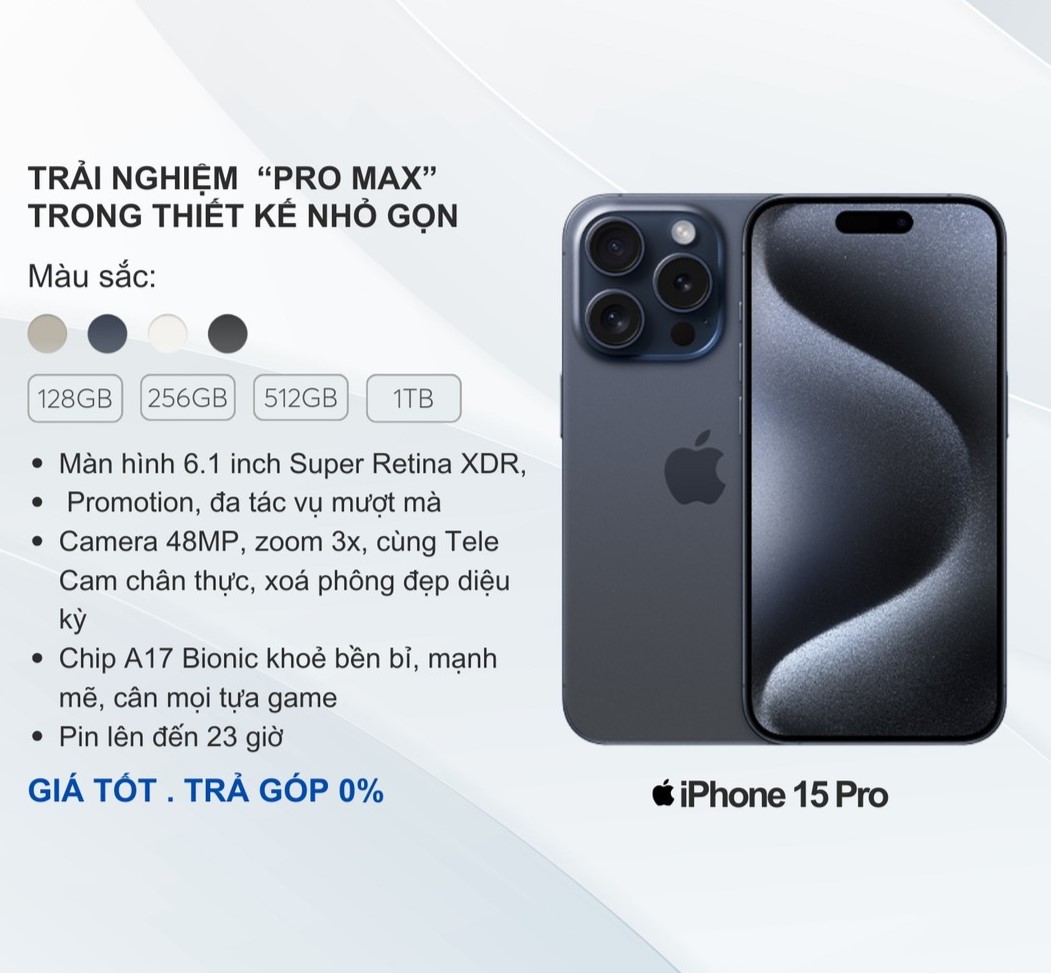 TRẢI NGHIỆM “PRO MAX”
TRONG THIẾT KẾ NHỎ GỌN
Màu sắc:
128GB 256GB 512GB 1TB
• Màn hình 6.1 inch Super Retina XDR,
• Promotion, đa tác vụ mượt mà
• Camera 48MP, zoom 3x, cùng Tele
Cam chân thực, xoá phông đẹp diệu
kỳ
• Chip A17 Bionic khoẻ bền bỉ, mạnh
mẽ, cân mọi tựa game
• Pin lên đến 23 giờ
GIÁ TỐT . TRẢ GÓP 0%
iPhone 15 Pro